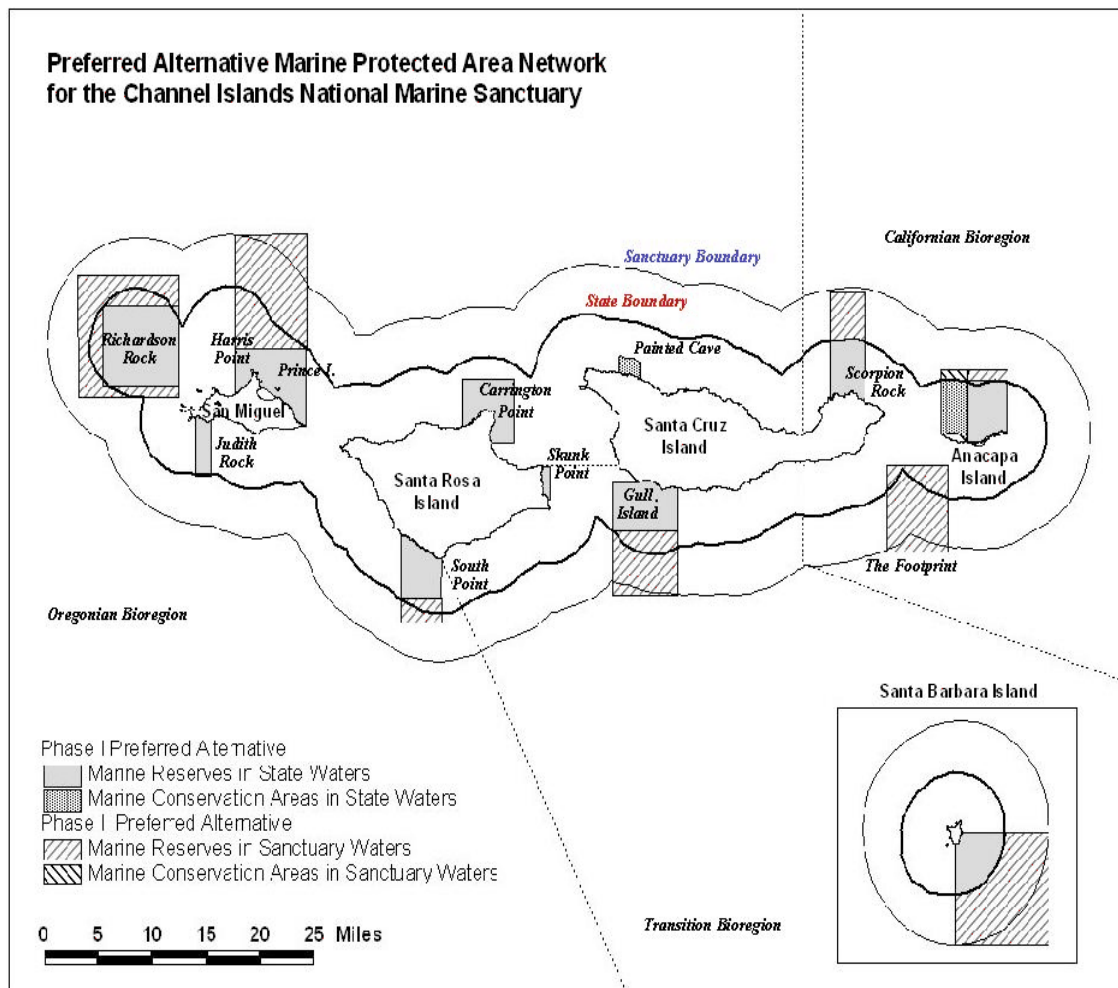 Preferred Alternative Marine Protected Area Network
for the Channel Islands National Marine Sanctuary
Californian Bioregion
Sanctuary Boundary
State Boundary
Richardson
Rock
Harris
Point
Prince I.
San Miguel
Judith
Rock
Carrington
Point
Painted Cave
Scorpion
Rock
Santa Cruz
Island
Skunk
Point
Santa Rosa
Island
Gull
Island
Anacapa
Island
South
Point
The Footprint
Oregonian Bioregion
Santa Barbara Island
Phase I Preferred Alternative
Marine Reserves in State Waters
Marine Conservation Areas in State Waters
Phase I Preferred Alternative
Marine Reserves in Sanctuary Waters
Marine Conservation Areas in Sanctuary Waters
Transition Bioregion
0 5 10 15 20 25 Miles